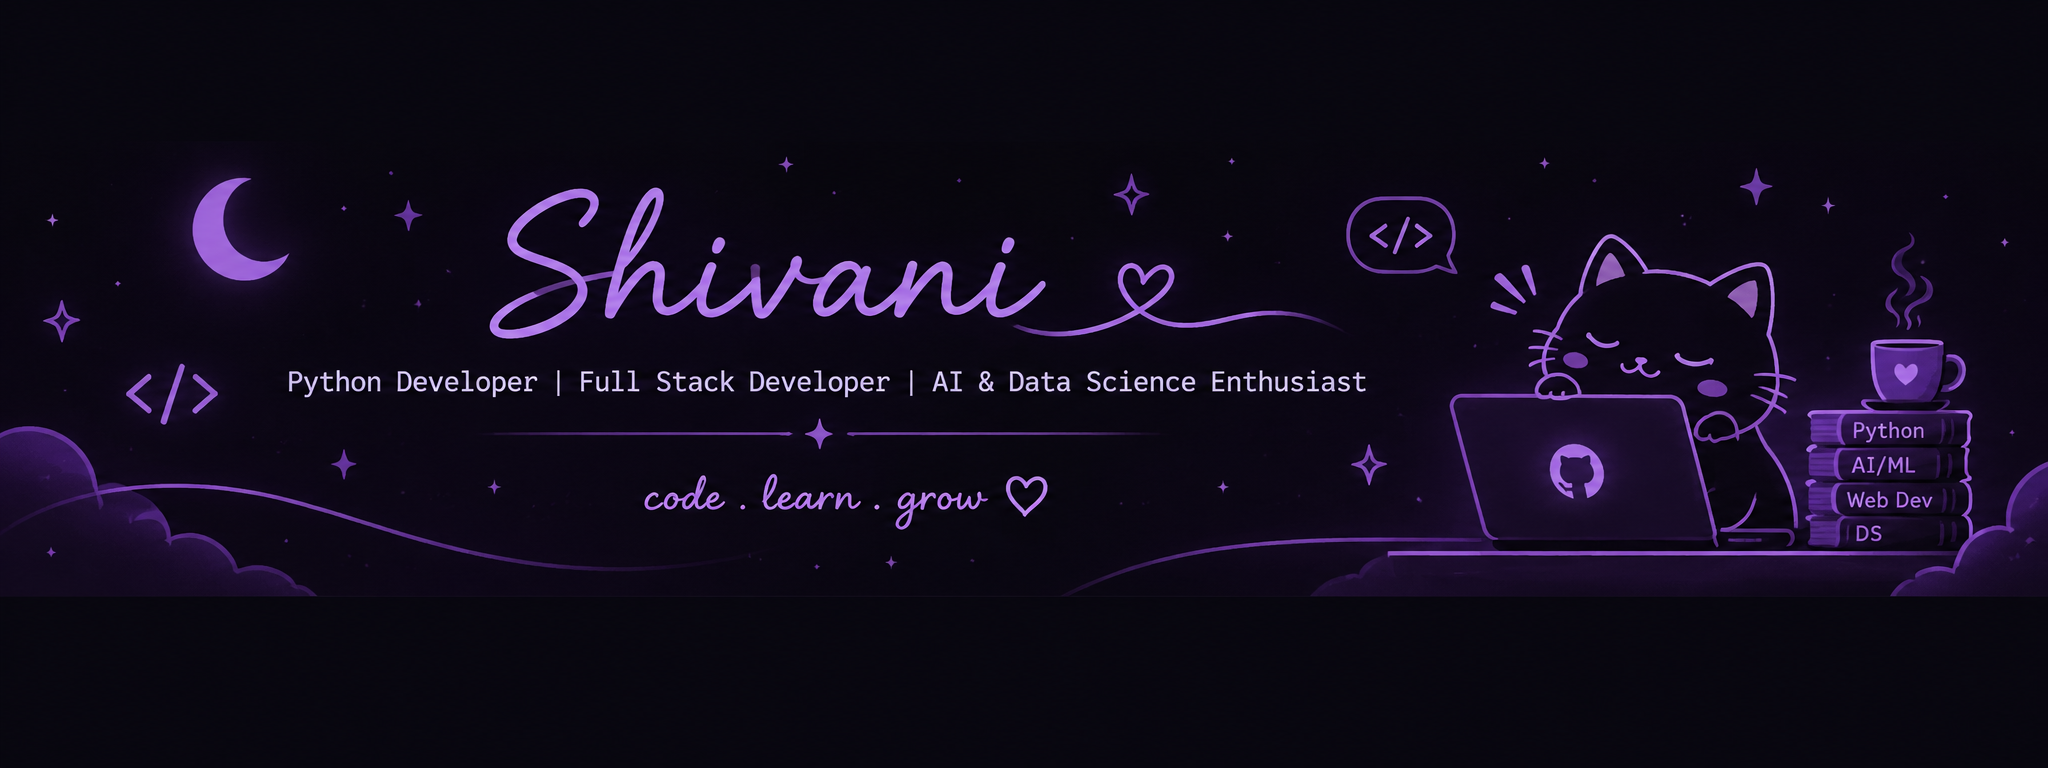 Shivani
</>
</>
Python Developer | Full Stack Developer | AI & Data Science Enthusiast
code . learn . grow ♡
Python
AI/ML
Web Dev
DS